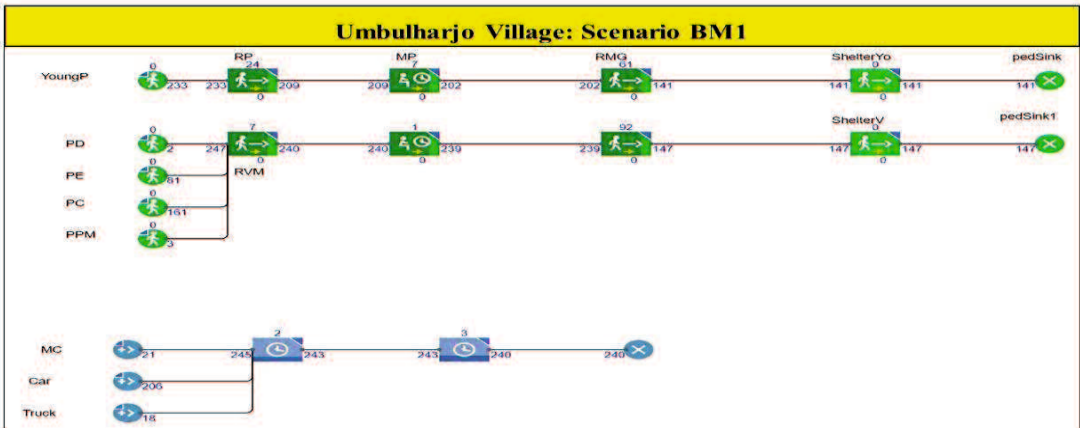 Umbulharjo Village: Scenario BM1
RP MP RMG ShelterYo pedSink
0 24 7 61 0
YoungP
233 233 209 209 202 202 141 141 141 141
0 0 0 0
ShelterV pedSink1
0 7 1 92 0
PD
2 247 240 240 239 239 147 147 147 147
0 0 0 0
0 RVM
PE
81
0
PC
161
0
PPM
3
2 3
MC
21 245 243 243 240 240
Car
206
Truck
18